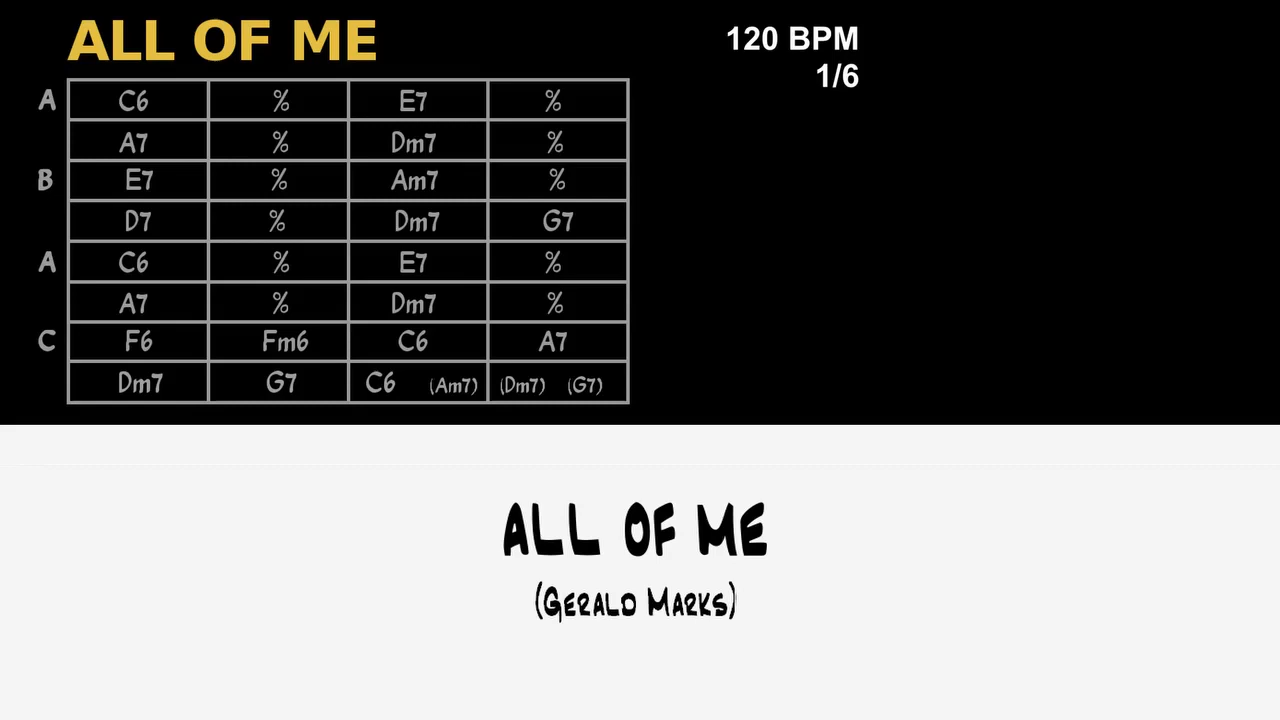 ALL OF ME
120 BPM
1/6
A C6 % E7 %
A7 % Dm7 %
B E7 % Am7 %
D7 % Dm7 G7
A C6 % E7 %
A7 % Dm7 %
C F6 Fm6 C6 A7
Dm7 G7 C6 (Am7) (Dm7) (G7)
ALL OF ME
(GERALD MARKS)